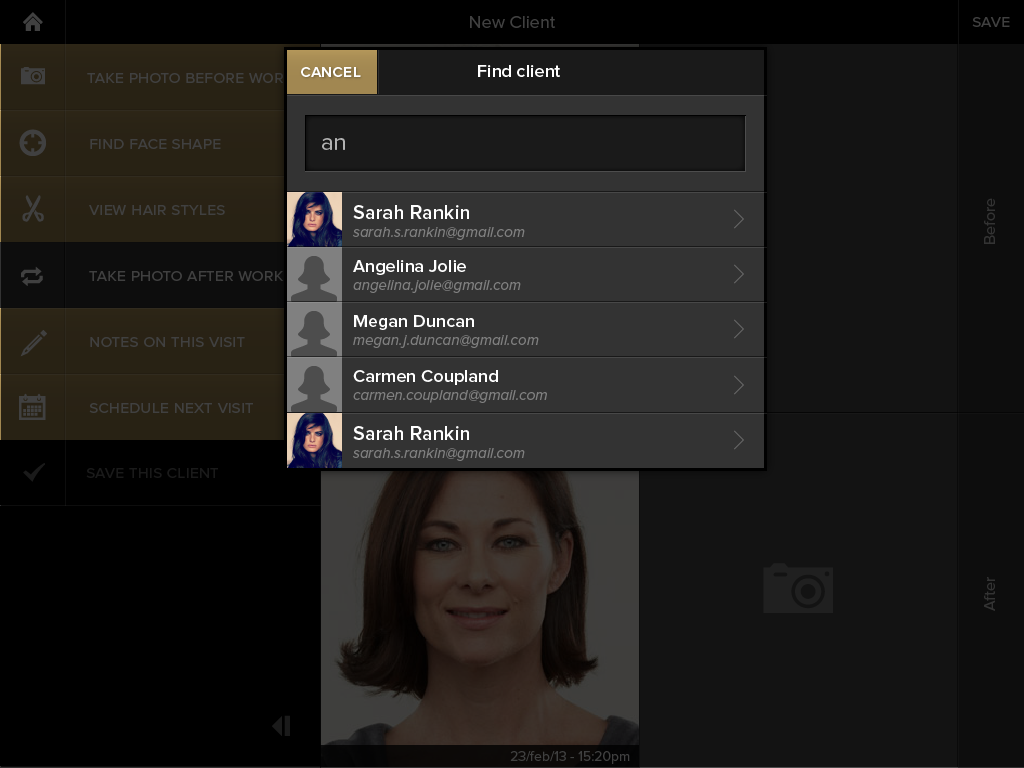 New Client
SAVE
CANCEL
Find client
an
Sarah Rankin
sarah.s.rankin@gmail.com
Angelina Jolie
angelina.jolie@gmail.com
Megan Duncan
megan.j.duncan@gmail.com
Carmen Coupland
carmen.coupland@gmail.com
Sarah Rankin
sarah.s.rankin@gmail.com
TAKE PHOTO BEFORE WOR
FIND FACE SHAPE
VIEW HAIR STYLES
TAKE PHOTO AFTER WORK
NOTES ON THIS VISIT
SCHEDULE NEXT VISIT
SAVE THIS CLIENT
Before
After
23/feb/13 - 15:20pm